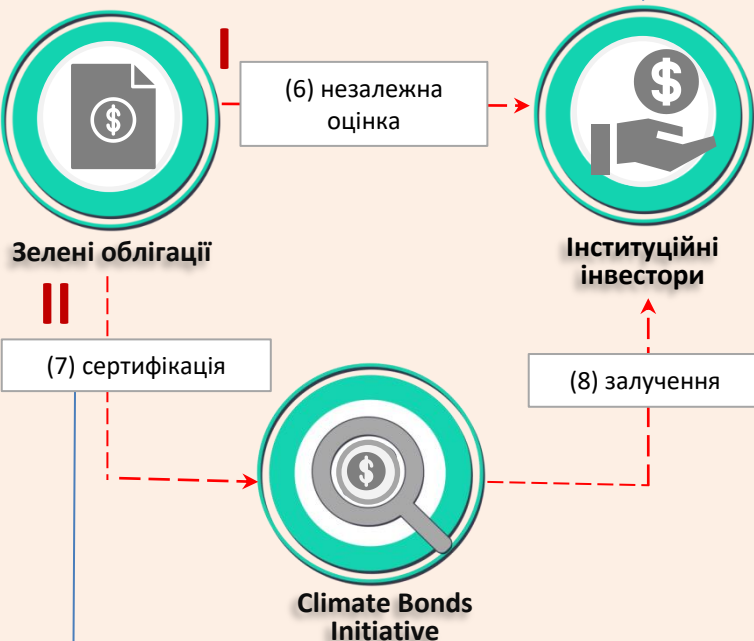 I
(6) незалежна
оцінка
$
$
Зелені облігації
Інституційні
інвестори
II
(7) сертифікація
(8) залучення
$
Climate Bonds
Initiative